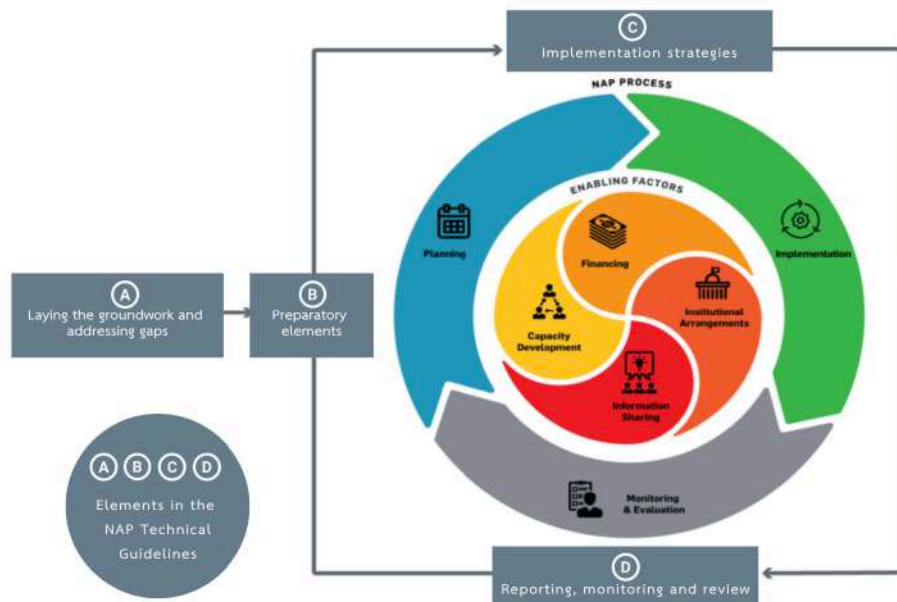 C
Implementation strategies
NAP PROCESS
ENABLING FACTORS
Planning
Financing
Implementation
A
Laying the groundwork and
addressing gaps
B
Preparatory
elements
Institutional
Arrangements
Capacity
Development
Information
Sharing
A B C D
Elements in the
NAP Technical
Guidelines
Monitoring
& Evaluation
D
Reporting, monitoring and review